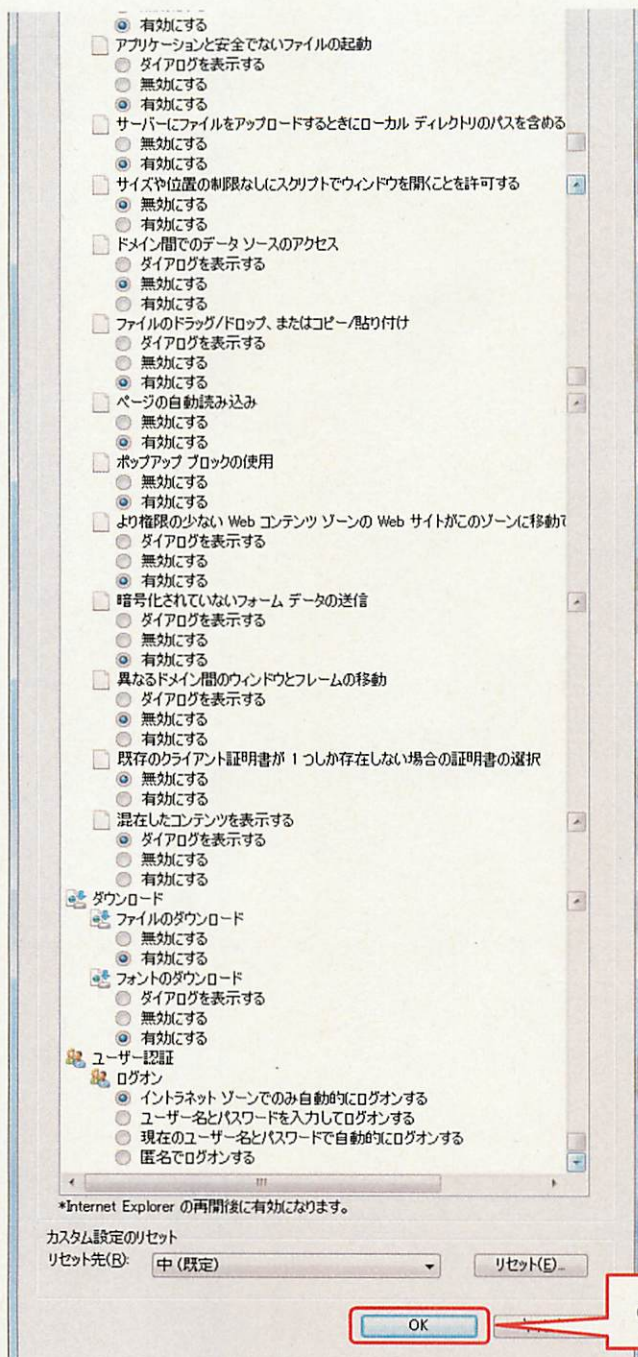 有効にする
アプリケーションと安全でないファイルの起動
ダイアログを表示する
無効にする
有効にする
サーバーにファイルをアップロードするときにローカル ディレクトリのパスを含める
無効にする
有効にする
サイズや位置の制限なしにスクリプトでウィンドウを開くことを許可する
無効にする
有効にする
ドメイン間でのデータ ソースのアクセス
ダイアログを表示する
無効にする
有効にする
ファイルのドラッグ/ドロップ、またはコピー/貼り付け
ダイアログを表示する
無効にする
有効にする
ページの自動読み込み
無効にする
有効にする
ポップアップ ブロックの使用
無効にする
有効にする
より権限の少ない Web コンテンツ ゾーンの Web サイトがこのゾーンに移動で
ダイアログを表示する
無効にする
有効にする
暗号化されていないフォーム データの送信
ダイアログを表示する
無効にする
有効にする
異なるドメイン間のウィンドウとフレームの移動
ダイアログを表示する
無効にする
有効にする
既存のクライアント証明書が 1 つしか存在しない場合の証明書の選択
無効にする
有効にする
混在したコンテンツを表示する
ダイアログを表示する
無効にする
有効にする
ダウンロード
ファイルのダウンロード
無効にする
有効にする
フォントのダウンロード
ダイアログを表示する
無効にする
有効にする
ユーザー認証
ログオン
イントラネット ゾーンでのみ自動的にログオンする
ユーザー名とパスワードを入力してログオンする
現在のユーザー名とパスワードで自動的にログオンする
匿名でログオンする
*Internet Explorer の再開後に有効になります。
カスタム設定のリセット
リセット先(R): 中 (既定) リセット(E)...
OK